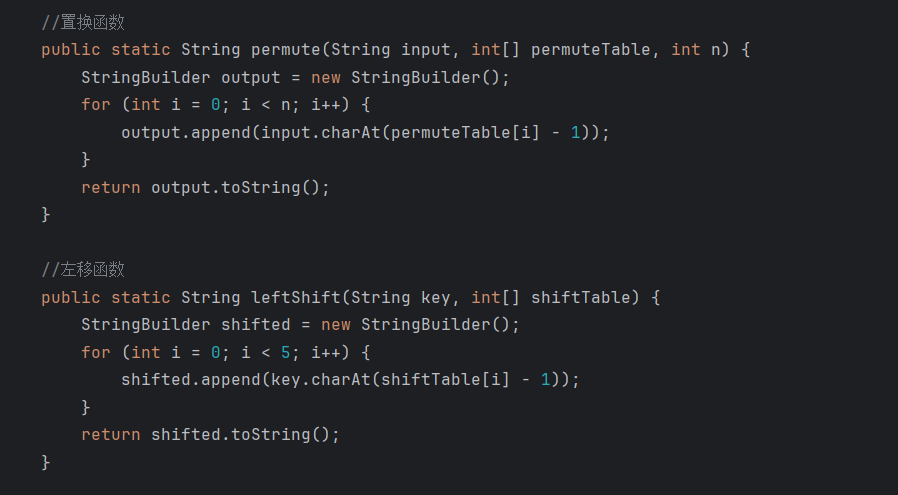 //置换函数
public static String permute(String input, int[] permuteTable, int n) {
    StringBuilder output = new StringBuilder();
    for (int i = 0; i < n; i++) {
        output.append(input.charAt(permuteTable[i] - 1));
    }
    return output.toString();
}

//左移函数
public static String leftShift(String key, int[] shiftTable) {
    StringBuilder shifted = new StringBuilder();
    for (int i = 0; i < 5; i++) {
        shifted.append(key.charAt(shiftTable[i] - 1));
    }
    return shifted.toString();
}